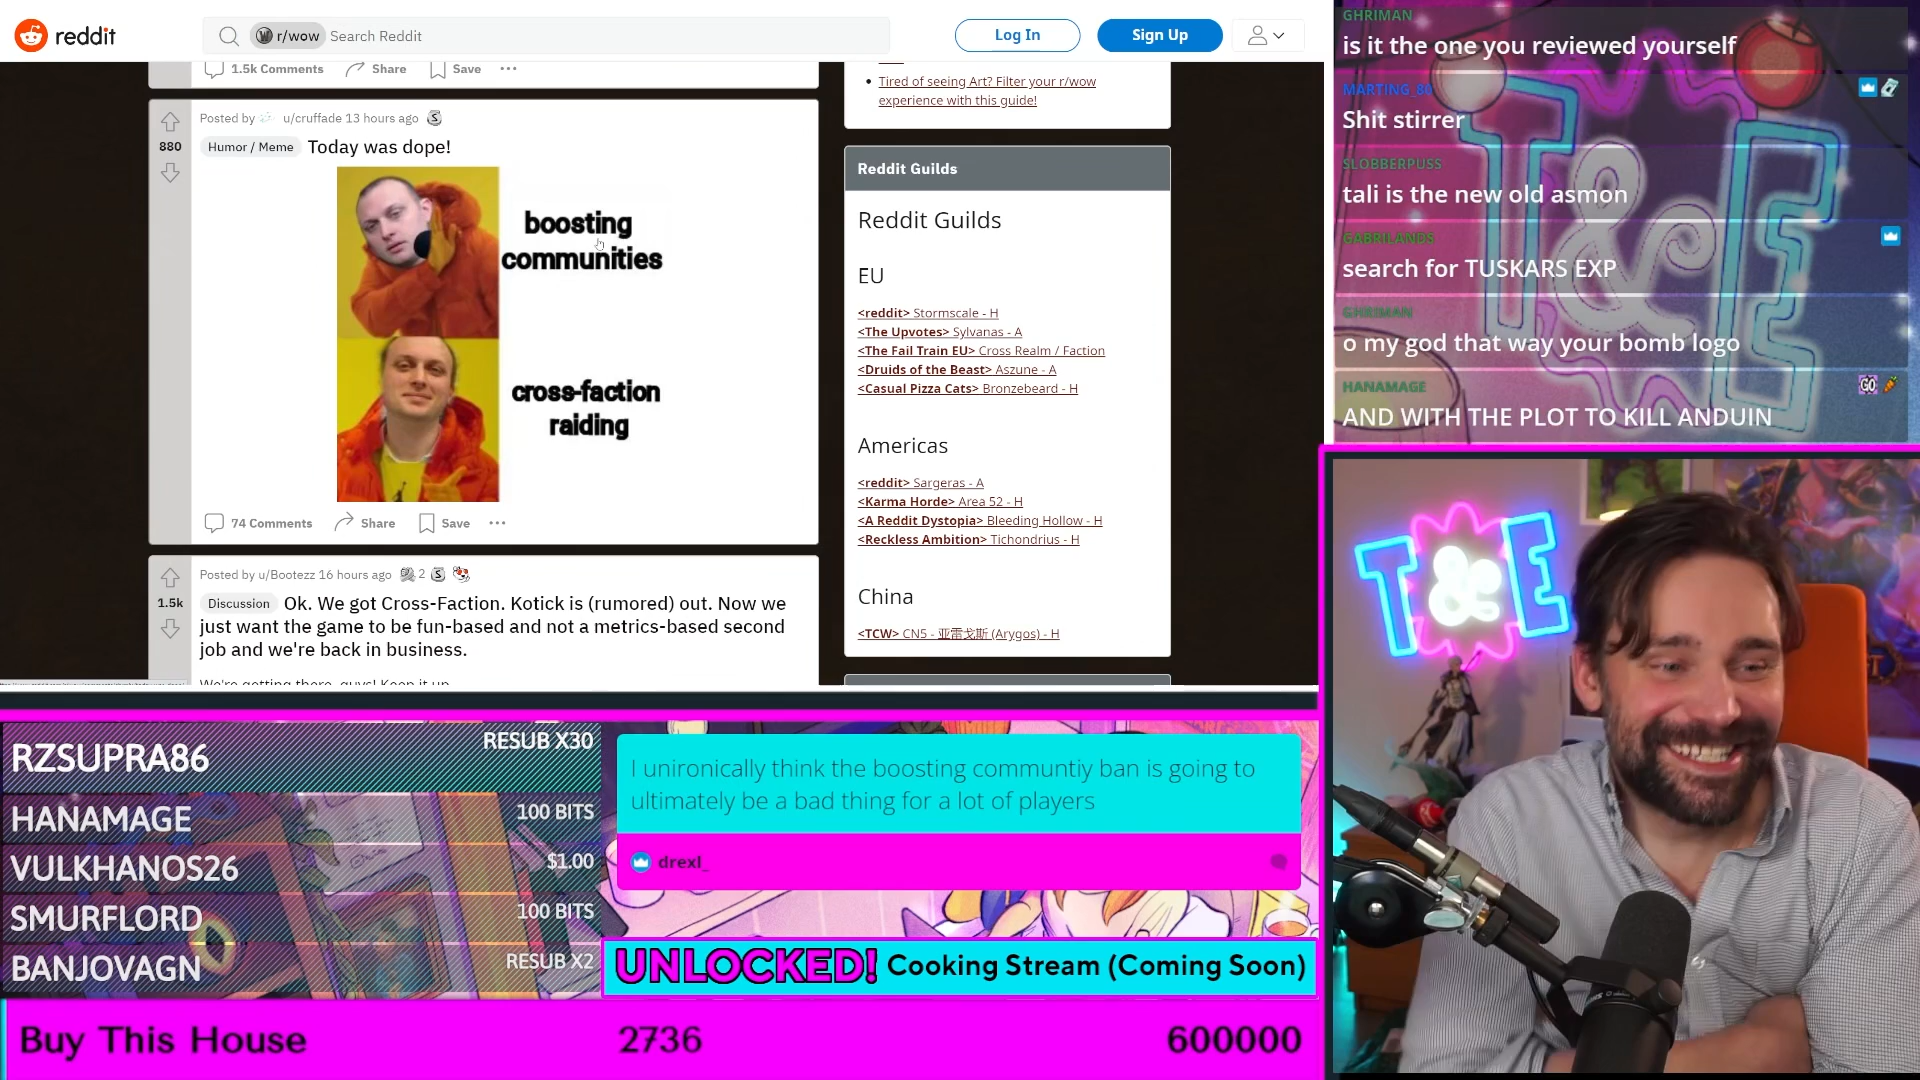 reddit
r/wow Search Reddit
Log In
Sign Up
1.5k Comments Share Save
Tired of seeing Art? Filter your r/wow
experience with this guide!
Posted by u/cruffade 13 hours ago
880
Humor / Meme Today was dope!
boosting
communities
cross-faction
raiding
74 Comments Share Save
Posted by u/Bootezz 16 hours ago 2
1.5k
Discussion Ok. We got Cross-Faction. Kotick is (rumored) out. Now we
just want the game to be fun-based and not a metrics-based second
job and we're back in business.
We're getting there, guys! Keep it up
Reddit Guilds
Reddit Guilds
EU
<reddit> Stormscale - H
<The Upvotes> Sylvanas - A
<The Fail Train EU> Cross Realm / Faction
<Druids of the Beast> Aszune - A
<Casual Pizza Cats> Bronzebeard - H
Americas
<reddit> Sargeras - A
<Karma Horde> Area 52 - H
<A Reddit Dystopia> Bleeding Hollow - H
<Reckless Ambition> Tichondrius - H
China
<TCW> CN5 - 亚雷戈斯 (Arygos) - H
GHRIMAN
is it the one you reviewed yourself
MARTING_86
Shit stirrer
SLOBBERPUSS
tali is the new old asmon
GABRILANDS
search for TUSKARS EXP
GHRIMAN
o my god that way your bomb logo
HANAMAGE
GO
AND WITH THE PLOT TO KILL ANDUIN
T&E
T&E
RZSUPRA86 RESUB X30
HANAMAGE 100 BITS
VULKHANOS26 $1.00
SMURFLORD 100 BITS
BANJOVAGN RESUB X2
I unironically think the boosting communtiy ban is going to
ultimately be a bad thing for a lot of players
drexl_
UNLOCKED! Cooking Stream (Coming Soon)
Buy This House 2736 600000